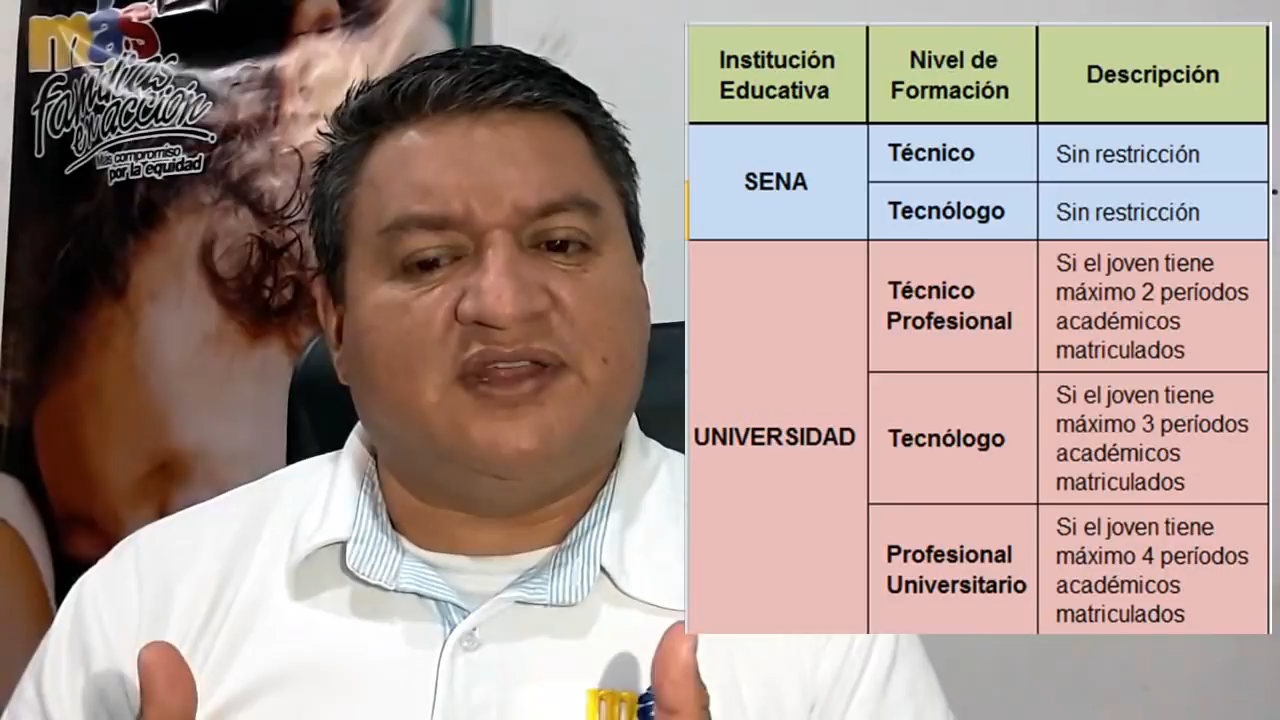 más
familias
en acción
Más compromiso
por la equidad
Institución
Educativa
Nivel de
Formación
Descripción
SENA
Técnico
Sin restricción
Tecnólogo
Sin restricción
UNIVERSIDAD
Técnico
Profesional
Si el joven tiene
máximo 2 períodos
académicos
matriculados
Tecnólogo
Si el joven tiene
máximo 3 períodos
académicos
matriculados
Profesional
Universitario
Si el joven tiene
máximo 4 períodos
académicos
matriculados